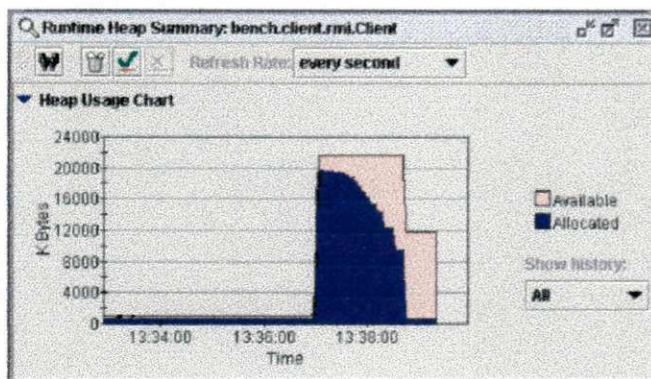 Runtime Heap Summary: bench.client.rmi.Client
Refresh Rate: every second
Heap Usage Chart
24000
20000
16000
12000
8000
4000
0
K Bytes
13:34:00 13:36:00 13:38:00
Time
Available
Allocated
Show history:
All